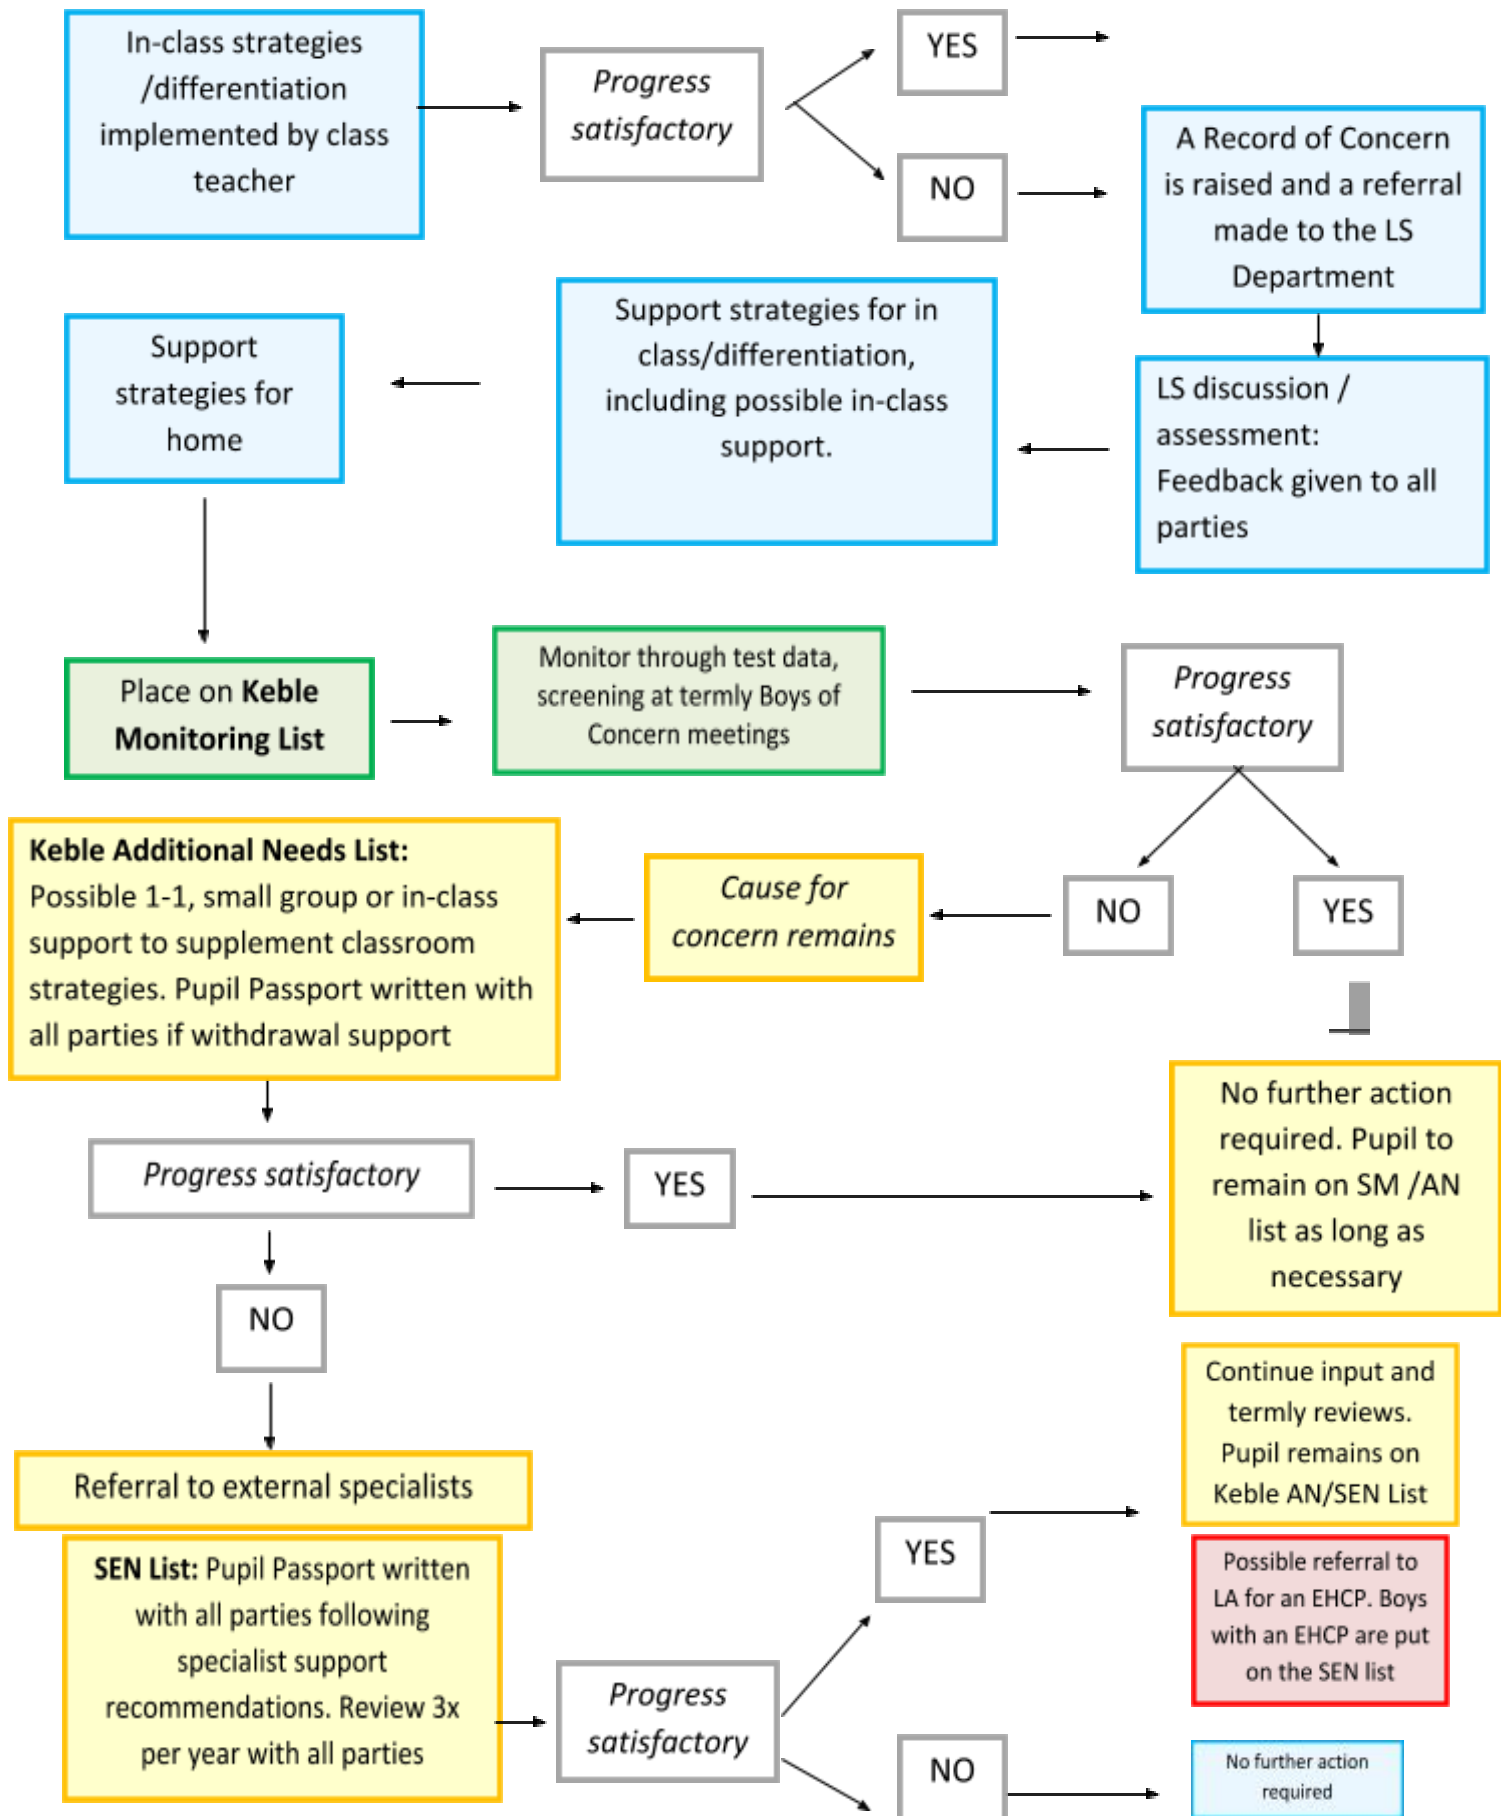 In-class strategies
/differentiation
implemented by class
teacher
Progress
satisfactory
YES
NO
A Record of Concern
is raised and a referral
made to the LS
Department
LS discussion /
assessment:
Feedback given to all
parties
Support strategies for in
class/differentiation,
including possible in-class
support.
Support
strategies for
home
Place on Keble
Monitoring List
Monitor through test data,
screening at termly Boys of
Concern meetings
Progress
satisfactory
NO
YES
Cause for
concern remains
Keble Additional Needs List:
Possible 1-1, small group or in-class
support to supplement classroom
strategies. Pupil Passport written with
all parties if withdrawal support
Progress satisfactory
YES
No further action
required. Pupil to
remain on SM /AN
list as long as
necessary
NO
Referral to external specialists
SEN List: Pupil Passport written
with all parties following
specialist support
recommendations. Review 3x
per year with all parties
Progress
satisfactory
YES
Continue input and
termly reviews.
Pupil remains on
Keble AN/SEN List
Possible referral to
LA for an EHCP. Boys
with an EHCP are put
on the SEN list
NO
No further action
required